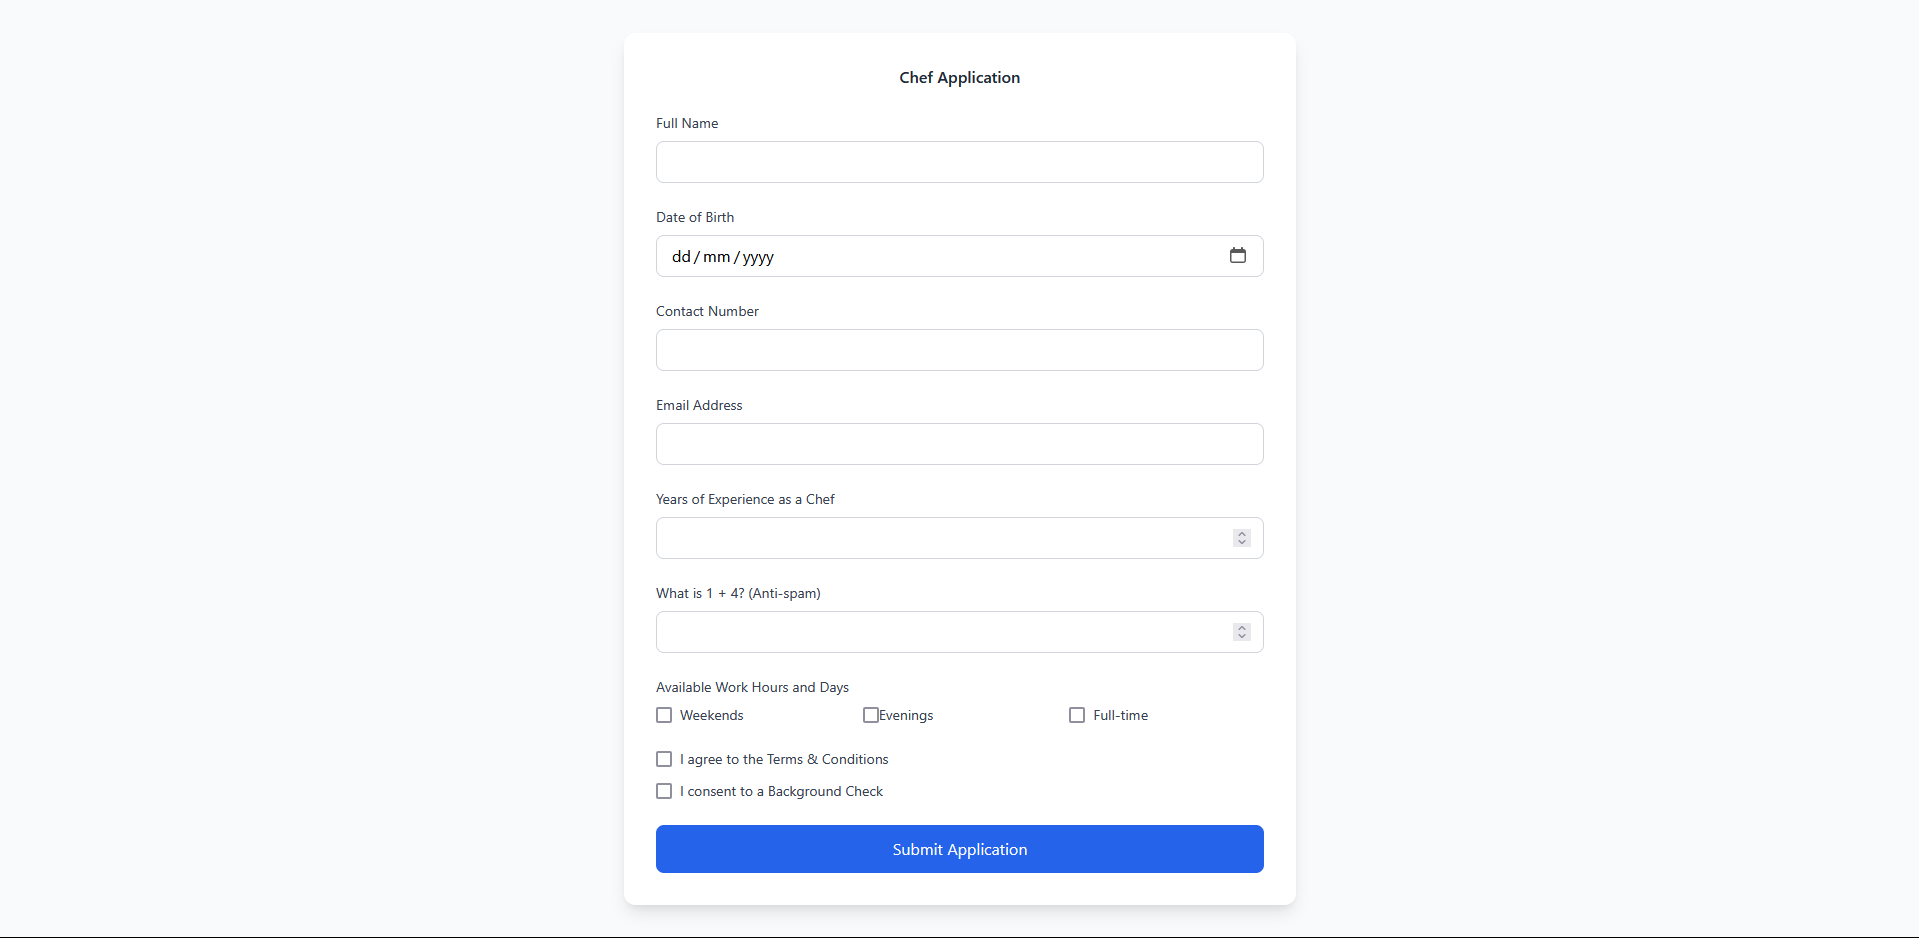 Chef Application
Full Name
Date of Birth
dd/mm/yyyy
Contact Number
Email Address
Years of Experience as a Chef
What is 1 + 4? (Anti-spam)
Available Work Hours and Days
Weekends Evenings Full-time
I agree to the Terms & Conditions
I consent to a Background Check
Submit Application